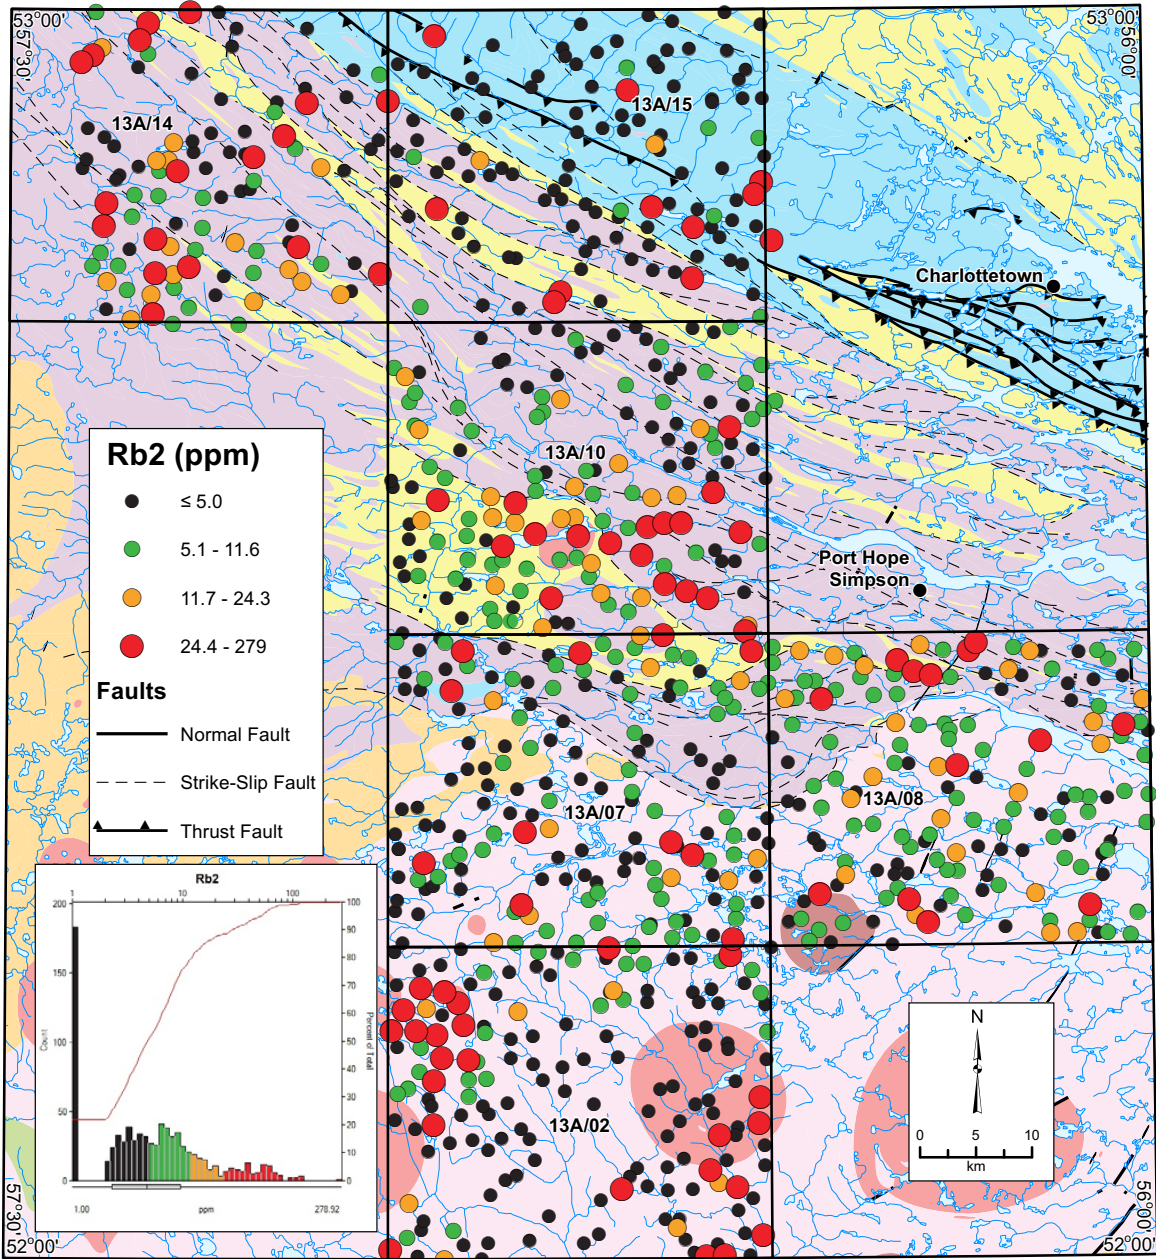 53°00'
53°00'
57°30'
56°00'
13A/14
13A/15
Charlottetown
13A/10
Port Hope
Simpson
13A/07
13A/08
13A/02
Rb2 (ppm)
≤ 5.0
5.1 - 11.6
11.7 - 24.3
24.4 - 279
Faults
Normal Fault
Strike-Slip Fault
Thrust Fault
Rb2
1 10 100
200
150
100
50
0
Count
100
90
80
70
60
50
40
30
20
10
0
Percent of Total
1.00 ppm 278.92
N
0 5 10
km
57°30'
52°00'
56°00'
52°00'